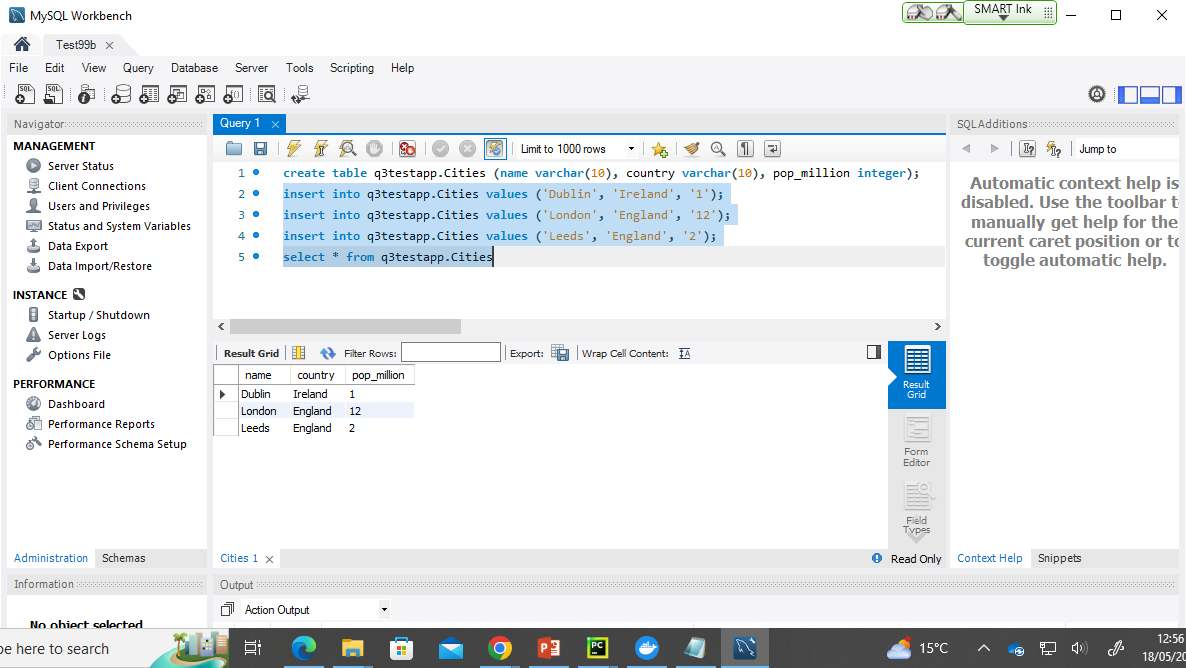 MySQL Workbench
SMART Ink
Test99b
File Edit View Query Database Server Tools Scripting Help
Navigator
MANAGEMENT
Server Status
Client Connections
Users and Privileges
Status and System Variables
Data Export
Data Import/Restore
INSTANCE
Startup / Shutdown
Server Logs
Options File
PERFORMANCE
Dashboard
Performance Reports
Performance Schema Setup
Administration Schemas
Information
No object selected
Query 1
Limit to 1000 rows
1 create table q3testapp.Cities (name varchar(10), country varchar(10), pop_million integer);
2 insert into q3testapp.Cities values ('Dublin', 'Ireland', '1');
3 insert into q3testapp.Cities values ('London', 'England', '12');
4 insert into q3testapp.Cities values ('Leeds', 'England', '2');
5 select * from q3testapp.Cities
Result Grid Filter Rows: Export: Wrap Cell Content:
name country pop_million
Dublin Ireland 1
London England 12
Leeds England 2
Result
Grid
Form
Editor
Field
Types
Cities 1
Read Only
Output
Action Output
SQLAdditions
Jump to
Automatic context help is
disabled. Use the toolbar t
manually get help for the
current caret position or to
toggle automatic help.
Context Help Snippets
pe here to search
15°C
12:56
18/05/20